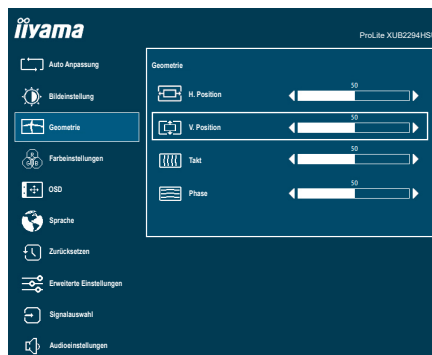 iiyama
ProLite XUB2294HSU
Auto Anpassung
Bildeinstellung
Geometrie
Farbeinstellungen
R
G B
OSD
Sprache
Zurücksetzen
Erweiterte Einstellungen
Signalauswahl
Audioeinstellungen
Geometrie
H. Position
50
V. Position
50
Takt
50
Phase
50